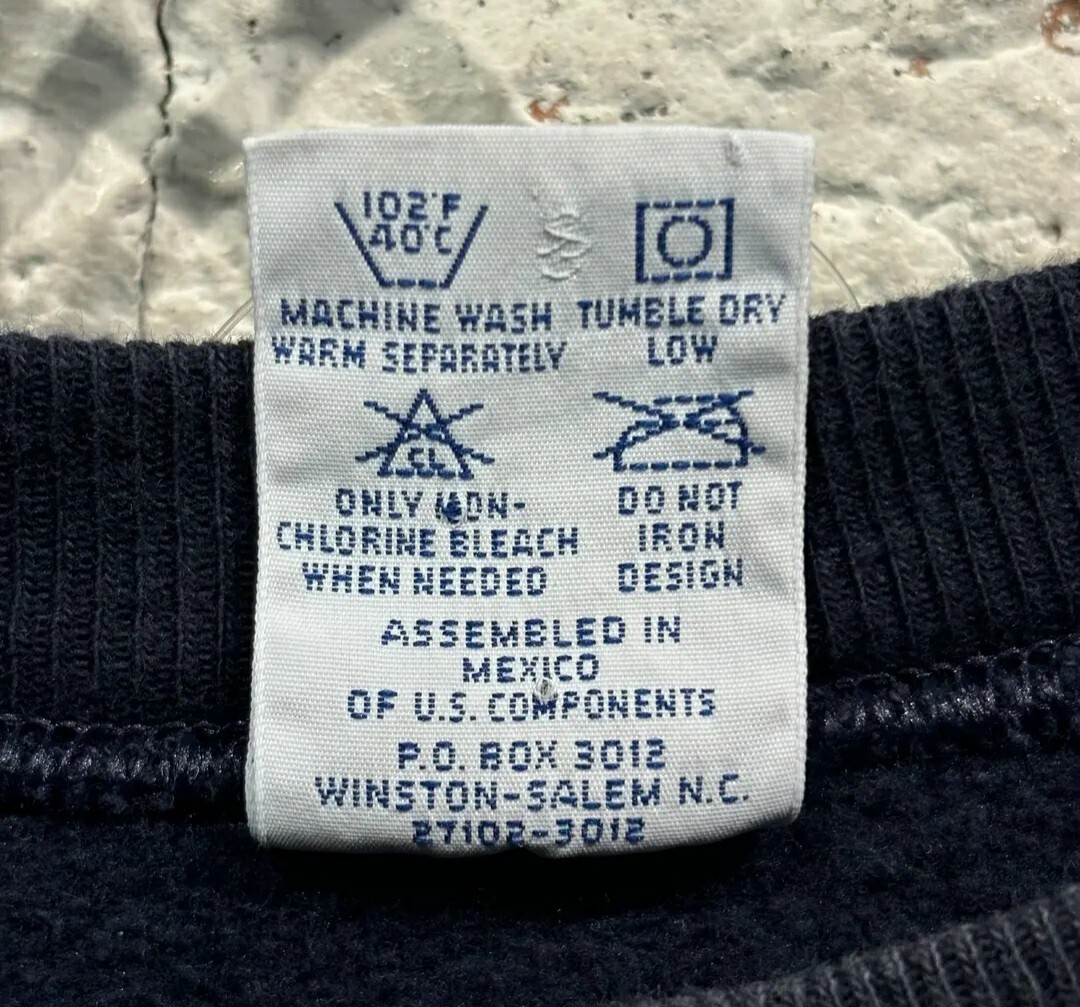 102°F
40°C
MACHINE WASH
WARM SEPARATELY
TUMBLE DRY
LOW
CL
ONLY NON-
CHLORINE BLEACH
WHEN NEEDED
DO NOT
IRON
DESIGN
ASSEMBLED IN
MEXICO
OF U.S. COMPONENTS
P.O. BOX 3012
WINSTON-SALEM N.C.
27102-3012